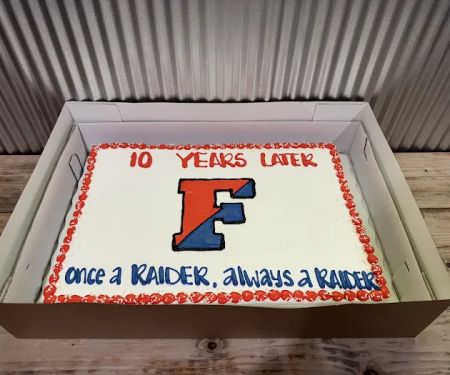 10 YEARS LATER
F
once a RAIDER, always a RAIDER